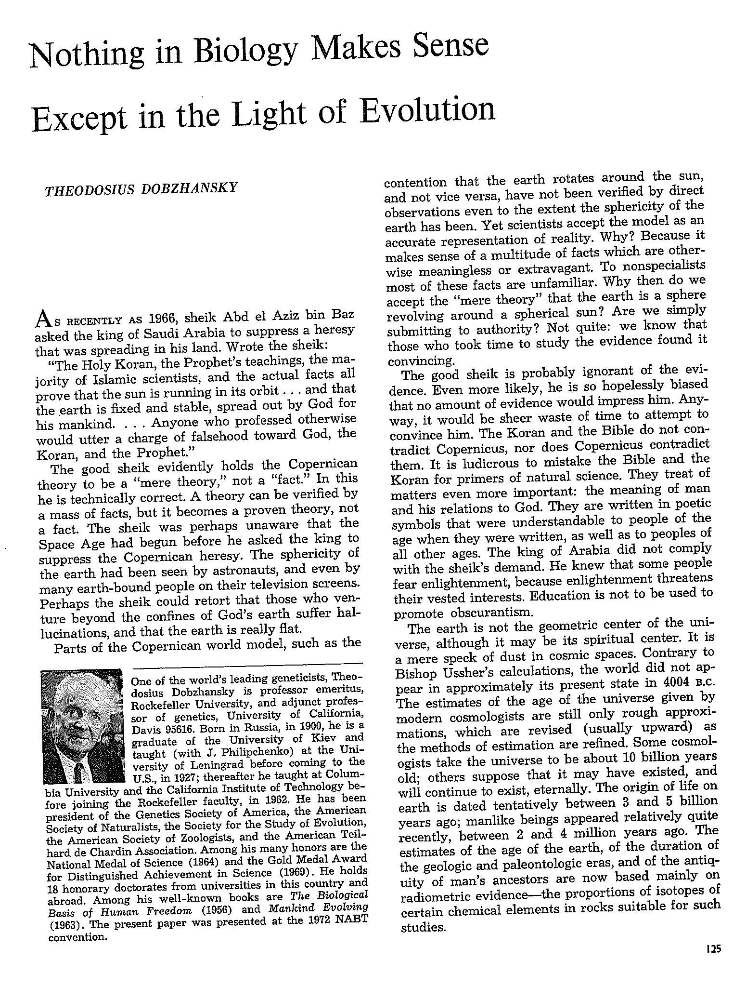 Nothing in Biology Makes Sense
Except in the Light of Evolution
THEODOSIUS DOBZHANSKY
AS RECENTLY AS 1966, sheik Abd el Aziz bin Baz
asked the king of Saudi Arabia to suppress a heresy
that was spreading in his land. Wrote the sheik:
"The Holy Koran, the Prophet's teachings, the ma-
jority of Islamic scientists, and the actual facts all
prove that the sun is running in its orbit . . . and that
the earth is fixed and stable, spread out by God for
his mankind. . . . Anyone who professed otherwise
would utter a charge of falsehood toward God, the
Koran, and the Prophet."
The good sheik evidently holds the Copernican
theory to be a "mere theory," not a "fact." In this
he is technically correct. A theory can be verified by
a mass of facts, but it becomes a proven theory, not
a fact. The sheik was perhaps unaware that the
Space Age had begun before he asked the king to
suppress the Copernican heresy. The sphericity of
the earth had been seen by astronauts, and even by
many earth-bound people on their television screens.
Perhaps the sheik could retort that those who ven-
ture beyond the confines of God's earth suffer hal-
lucinations, and that the earth is really flat.
Parts of the Copernican world model, such as the
One of the world's leading geneticists, Theo-
dosius Dobzhansky is professor emeritus,
Rockefeller University, and adjunct profes-
sor of genetics, University of California,
Davis 95616. Born in Russia, in 1900, he is a
graduate of the University of Kiev and
taught (with J. Philipchenko) at the Uni-
versity of Leningrad before coming to the
U.S., in 1927; thereafter he taught at Colum-
bia University and the California Institute of Technology be-
fore joining the Rockefeller faculty, in 1962. He has been
president of the Genetics Society of America, the American
Society of Naturalists, the Society for the Study of Evolution,
the American Society of Zoologists, and the American Teil-
hard de Chardin Association. Among his many honors are the
National Medal of Science (1964) and the Gold Medal Award
for Distinguished Achievement in Science (1969). He holds
18 honorary doctorates from universities in this country and
abroad. Among his well-known books are The Biological
Basis of Human Freedom (1956) and Mankind Evolving
(1963). The present paper was presented at the 1972 NABT
convention.
contention that the earth rotates around the sun,
and not vice versa, have not been verified by direct
observations even to the extent the sphericity of the
earth has been. Yet scientists accept the model as an
accurate representation of reality. Why? Because it
makes sense of a multitude of facts which are other-
wise meaningless or extravagant. To nonspecialists
most of these facts are unfamiliar. Why then do we
accept the "mere theory" that the earth is a sphere
revolving around a spherical sun? Are we simply
submitting to authority? Not quite: we know that
those who took time to study the evidence found it
convincing.
The good sheik is probably ignorant of the evi-
dence. Even more likely, he is so hopelessly biased
that no amount of evidence would impress him. Any-
way, it would be sheer waste of time to attempt to
convince him. The Koran and the Bible do not con-
tradict Copernicus, nor does Copernicus contradict
them. It is ludicrous to mistake the Bible and the
Koran for primers of natural science. They treat of
matters even more important: the meaning of man
and his relations to God. They are written in poetic
symbols that were understandable to people of the
age when they were written, as well as to peoples of
all other ages. The king of Arabia did not comply
with the sheik's demand. He knew that some people
fear enlightenment, because enlightenment threatens
their vested interests. Education is not to be used to
promote obscurantism.
The earth is not the geometric center of the uni-
verse, although it may be its spiritual center. It is
a mere speck of dust in cosmic spaces. Contrary to
Bishop Ussher's calculations, the world did not ap-
pear in approximately its present state in 4004 B.C.
The estimates of the age of the universe given by
modern cosmologists are still only rough approxi-
mations, which are revised (usually upward) as
the methods of estimation are refined. Some cosmol-
ogists take the universe to be about 10 billion years
old; others suppose that it may have existed, and
will continue to exist, eternally. The origin of life on
earth is dated tentatively between 3 and 5 billion
years ago; manlike beings appeared relatively quite
recently, between 2 and 4 million years ago. The
estimates of the age of the earth, of the duration of
the geologic and paleontologic eras, and of the antiq-
uity of man's ancestors are now based mainly on
radiometric evidence—the proportions of isotopes of
certain chemical elements in rocks suitable for such
studies.
125